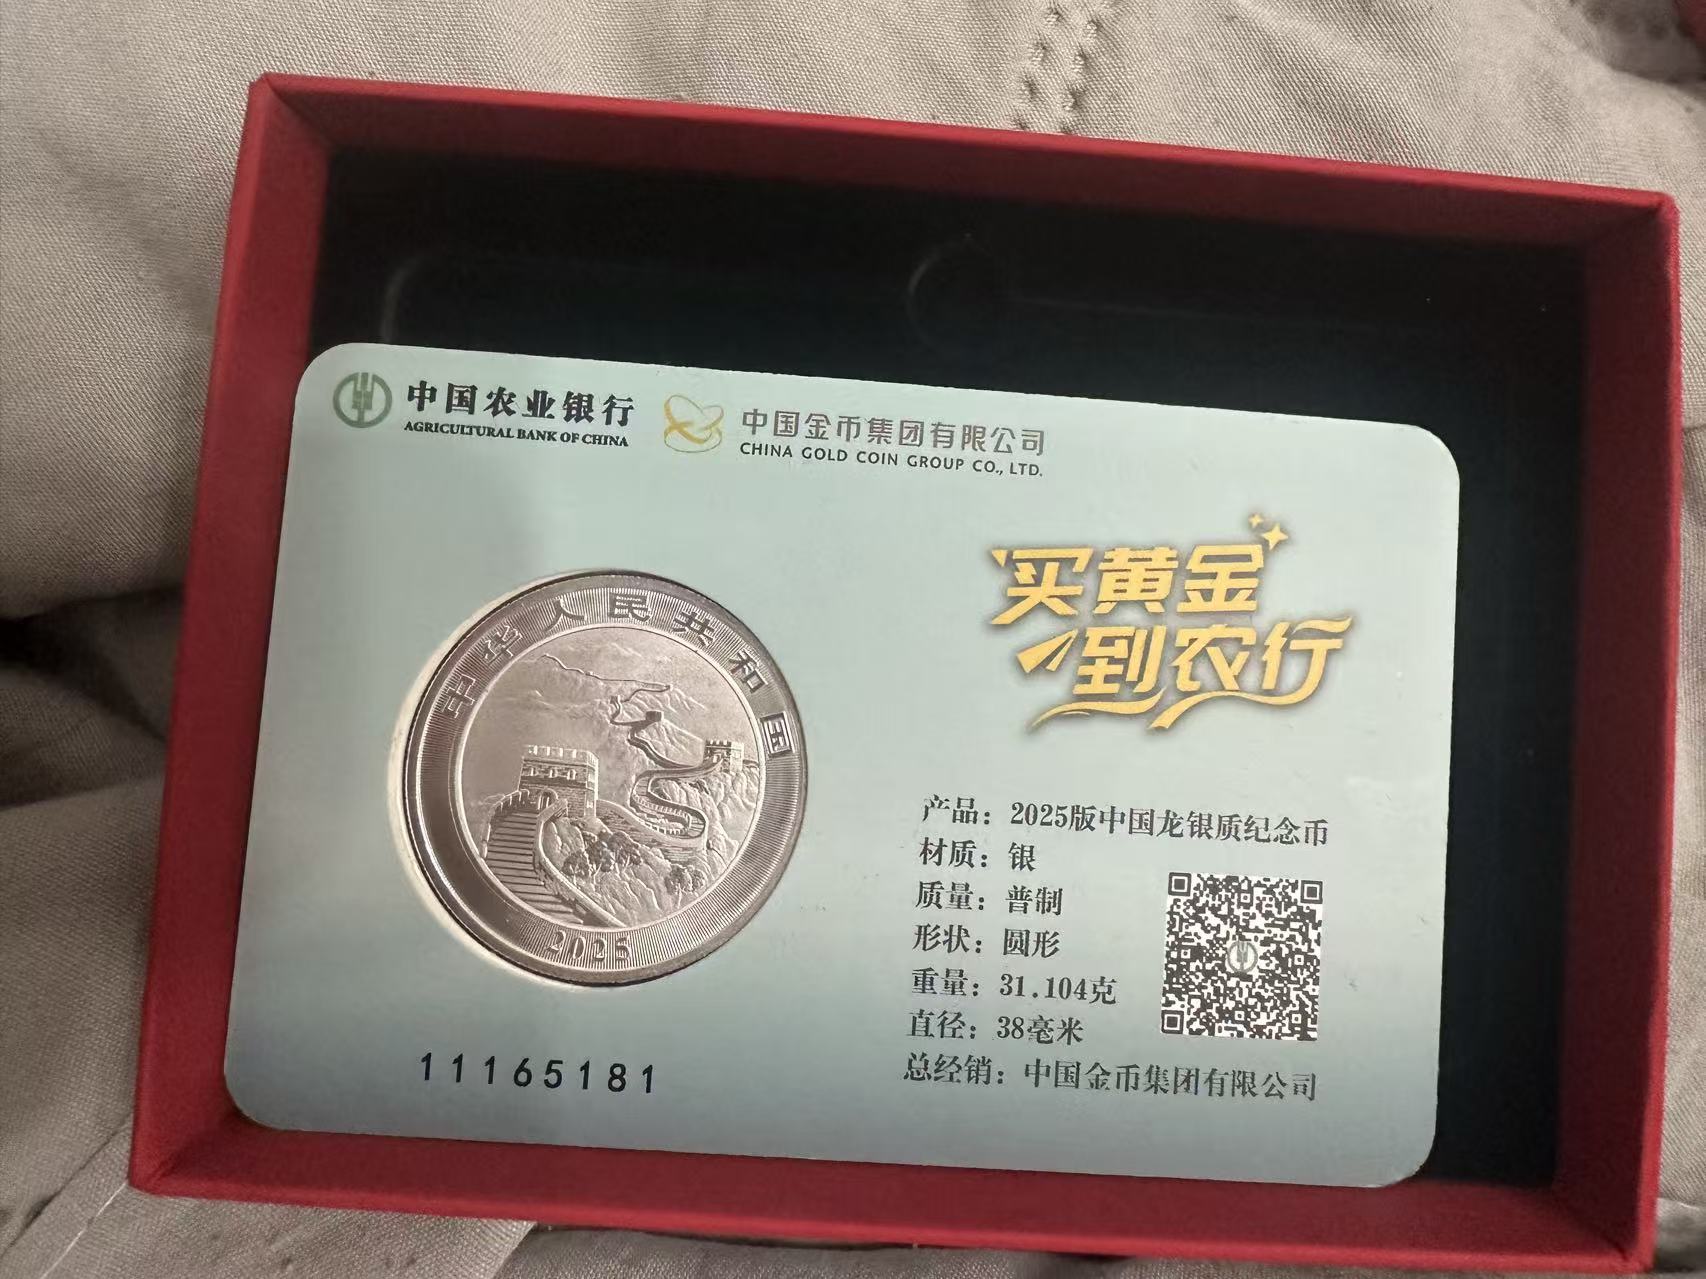 中国农业银行
AGRICULTURAL BANK OF CHINA
中国金币集团有限公司
CHINA GOLD COIN GROUP CO., LTD.
买黄金
到农行
中华人民共和国
2025
产品：2025版中国龙银质纪念币
材质：银
质量：普制
形状：圆形
重量：31.104克
直径：38毫米
总经销：中国金币集团有限公司
11165181